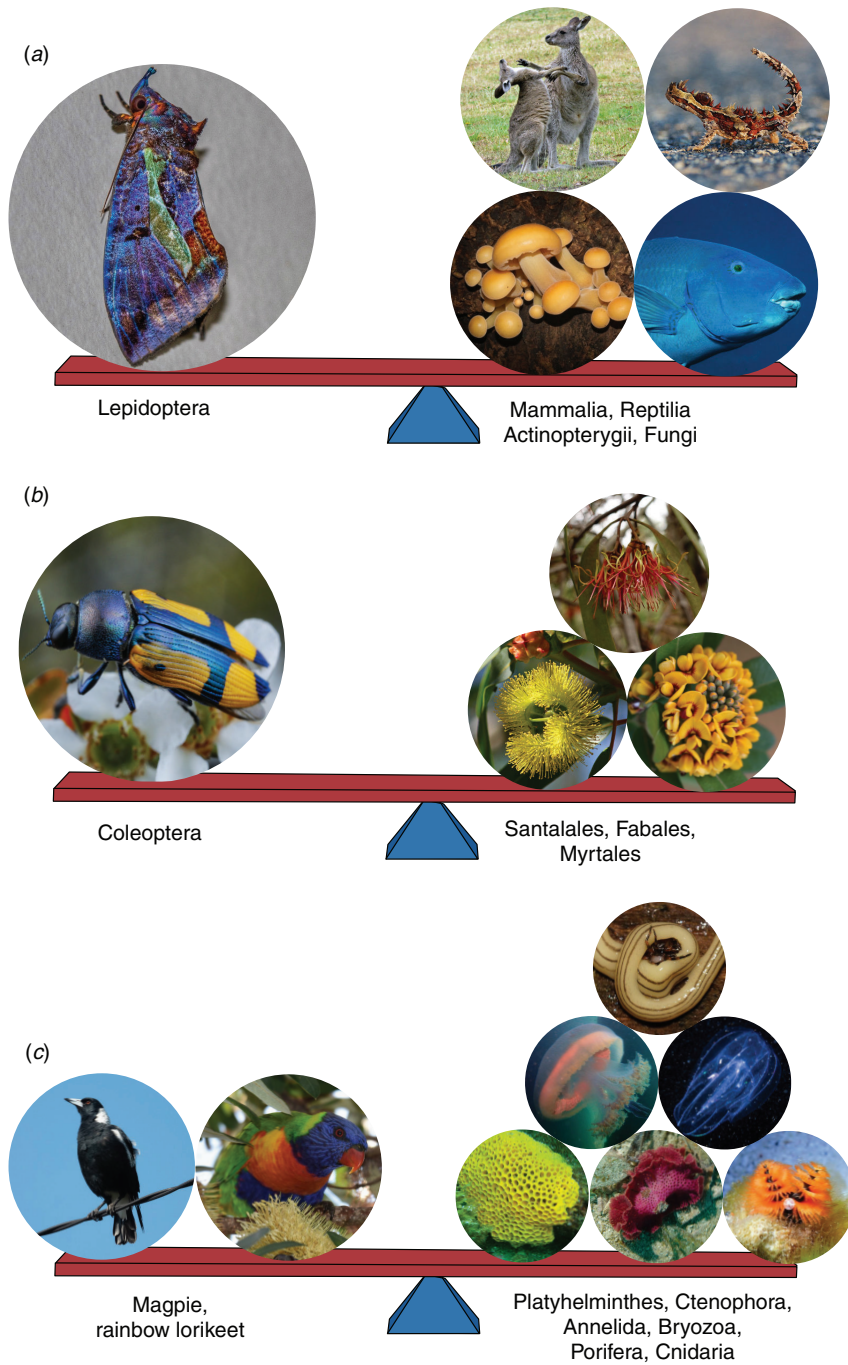 (a)
Lepidoptera
Mammalia, Reptilia
Actinopterygii, Fungi
(b)
Coleoptera
Santalales, Fabales,
Myrtales
(c)
Magpie,
rainbow lorikeet
Platyhelminthes, Ctenophora,
Annelida, Bryozoa,
Porifera, Cnidaria